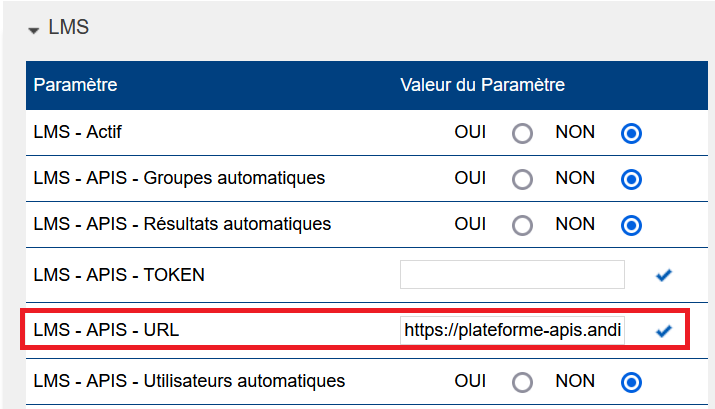 LMS
Paramètre Valeur du Paramètre
LMS - Actif OUI NON
LMS - APIS - Groupes automatiques OUI NON
LMS - APIS - Résultats automatiques OUI NON
LMS - APIS - TOKEN
LMS - APIS - URL https://plateforme-apis.andi
LMS - APIS - Utilisateurs automatiques OUI NON